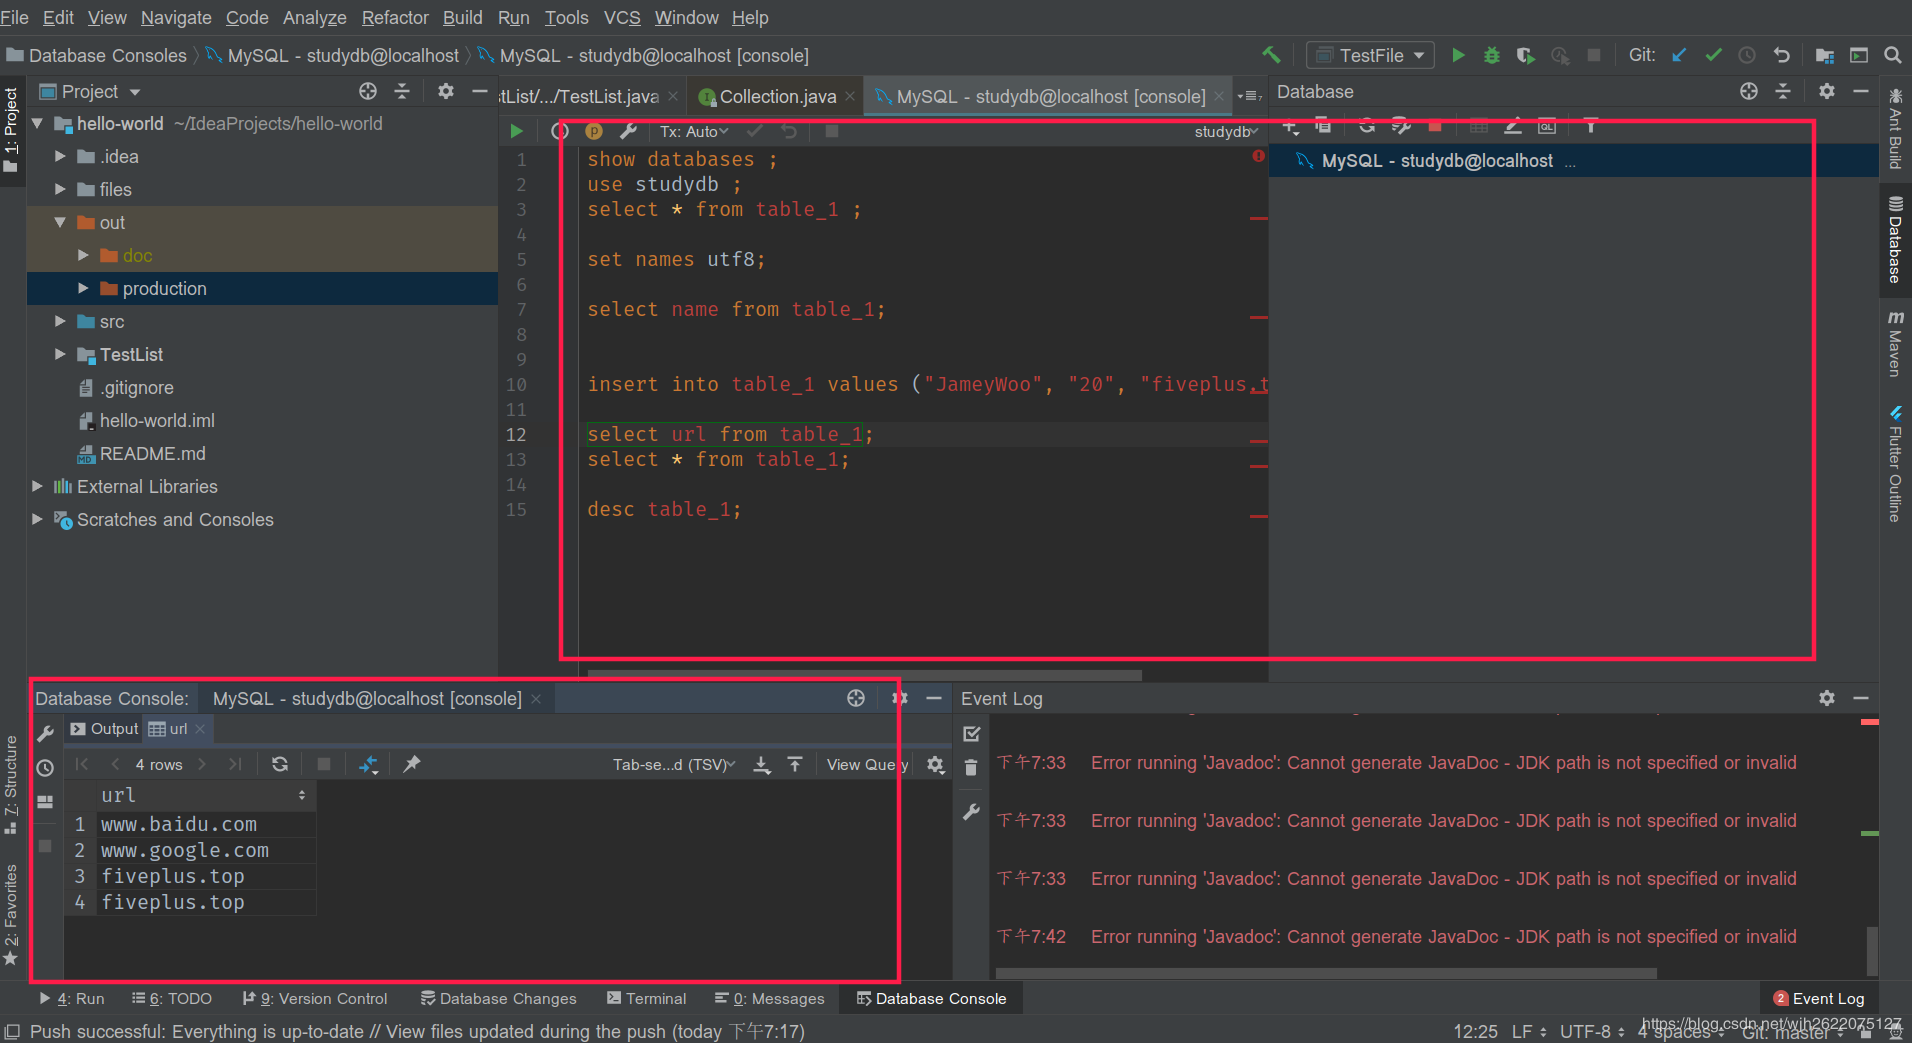 File Edit View Navigate Code Analyze Refactor Build Run Tools VCS Window Help
Database Consoles MySQL - studydb@localhost MySQL - studydb@localhost [console]
TestFile
Git:
1: Project
Project
hello-world ~/IdeaProjects/hello-world
.idea
files
out
doc
production
src
TestList
.gitignore
hello-world.iml
README.md
External Libraries
Scratches and Consoles
7: Structure
2: Favorites
tList/.../TestList.java Collection.java MySQL - studydb@localhost [console]
Tx: Auto studydb
1 show databases ;
2 use studydb ;
3 select * from table_1 ;
4
5 set names utf8;
6
7 select name from table_1;
8
9
10 insert into table_1 values ("JameyWoo", "20", "fiveplus.t
11
12 select url from table_1;
13 select * from table_1;
14
15 desc table_1;
Database
MySQL - studydb@localhost ...
Ant Build
Database
Maven
Flutter Outline
Database Console: MySQL - studydb@localhost [console]
Output url
4 rows Tab-se...d (TSV) View Query
url
1 www.baidu.com
2 www.google.com
3 fiveplus.top
4 fiveplus.top
Event Log
下午7:33 Error running 'Javadoc': Cannot generate JavaDoc - JDK path is not specified or invalid
下午7:33 Error running 'Javadoc': Cannot generate JavaDoc - JDK path is not specified or invalid
下午7:33 Error running 'Javadoc': Cannot generate JavaDoc - JDK path is not specified or invalid
下午7:42 Error running 'Javadoc': Cannot generate JavaDoc - JDK path is not specified or invalid
4: Run 6: TODO 9: Version Control Database Changes Terminal 0: Messages Database Console 2 Event Log
Push successful: Everything is up-to-date // View files updated during the push (today 下午7:17)
12:25 LF UTF-8 4 spaces Git: master
https://blog.csdn.net/wjh2622075127